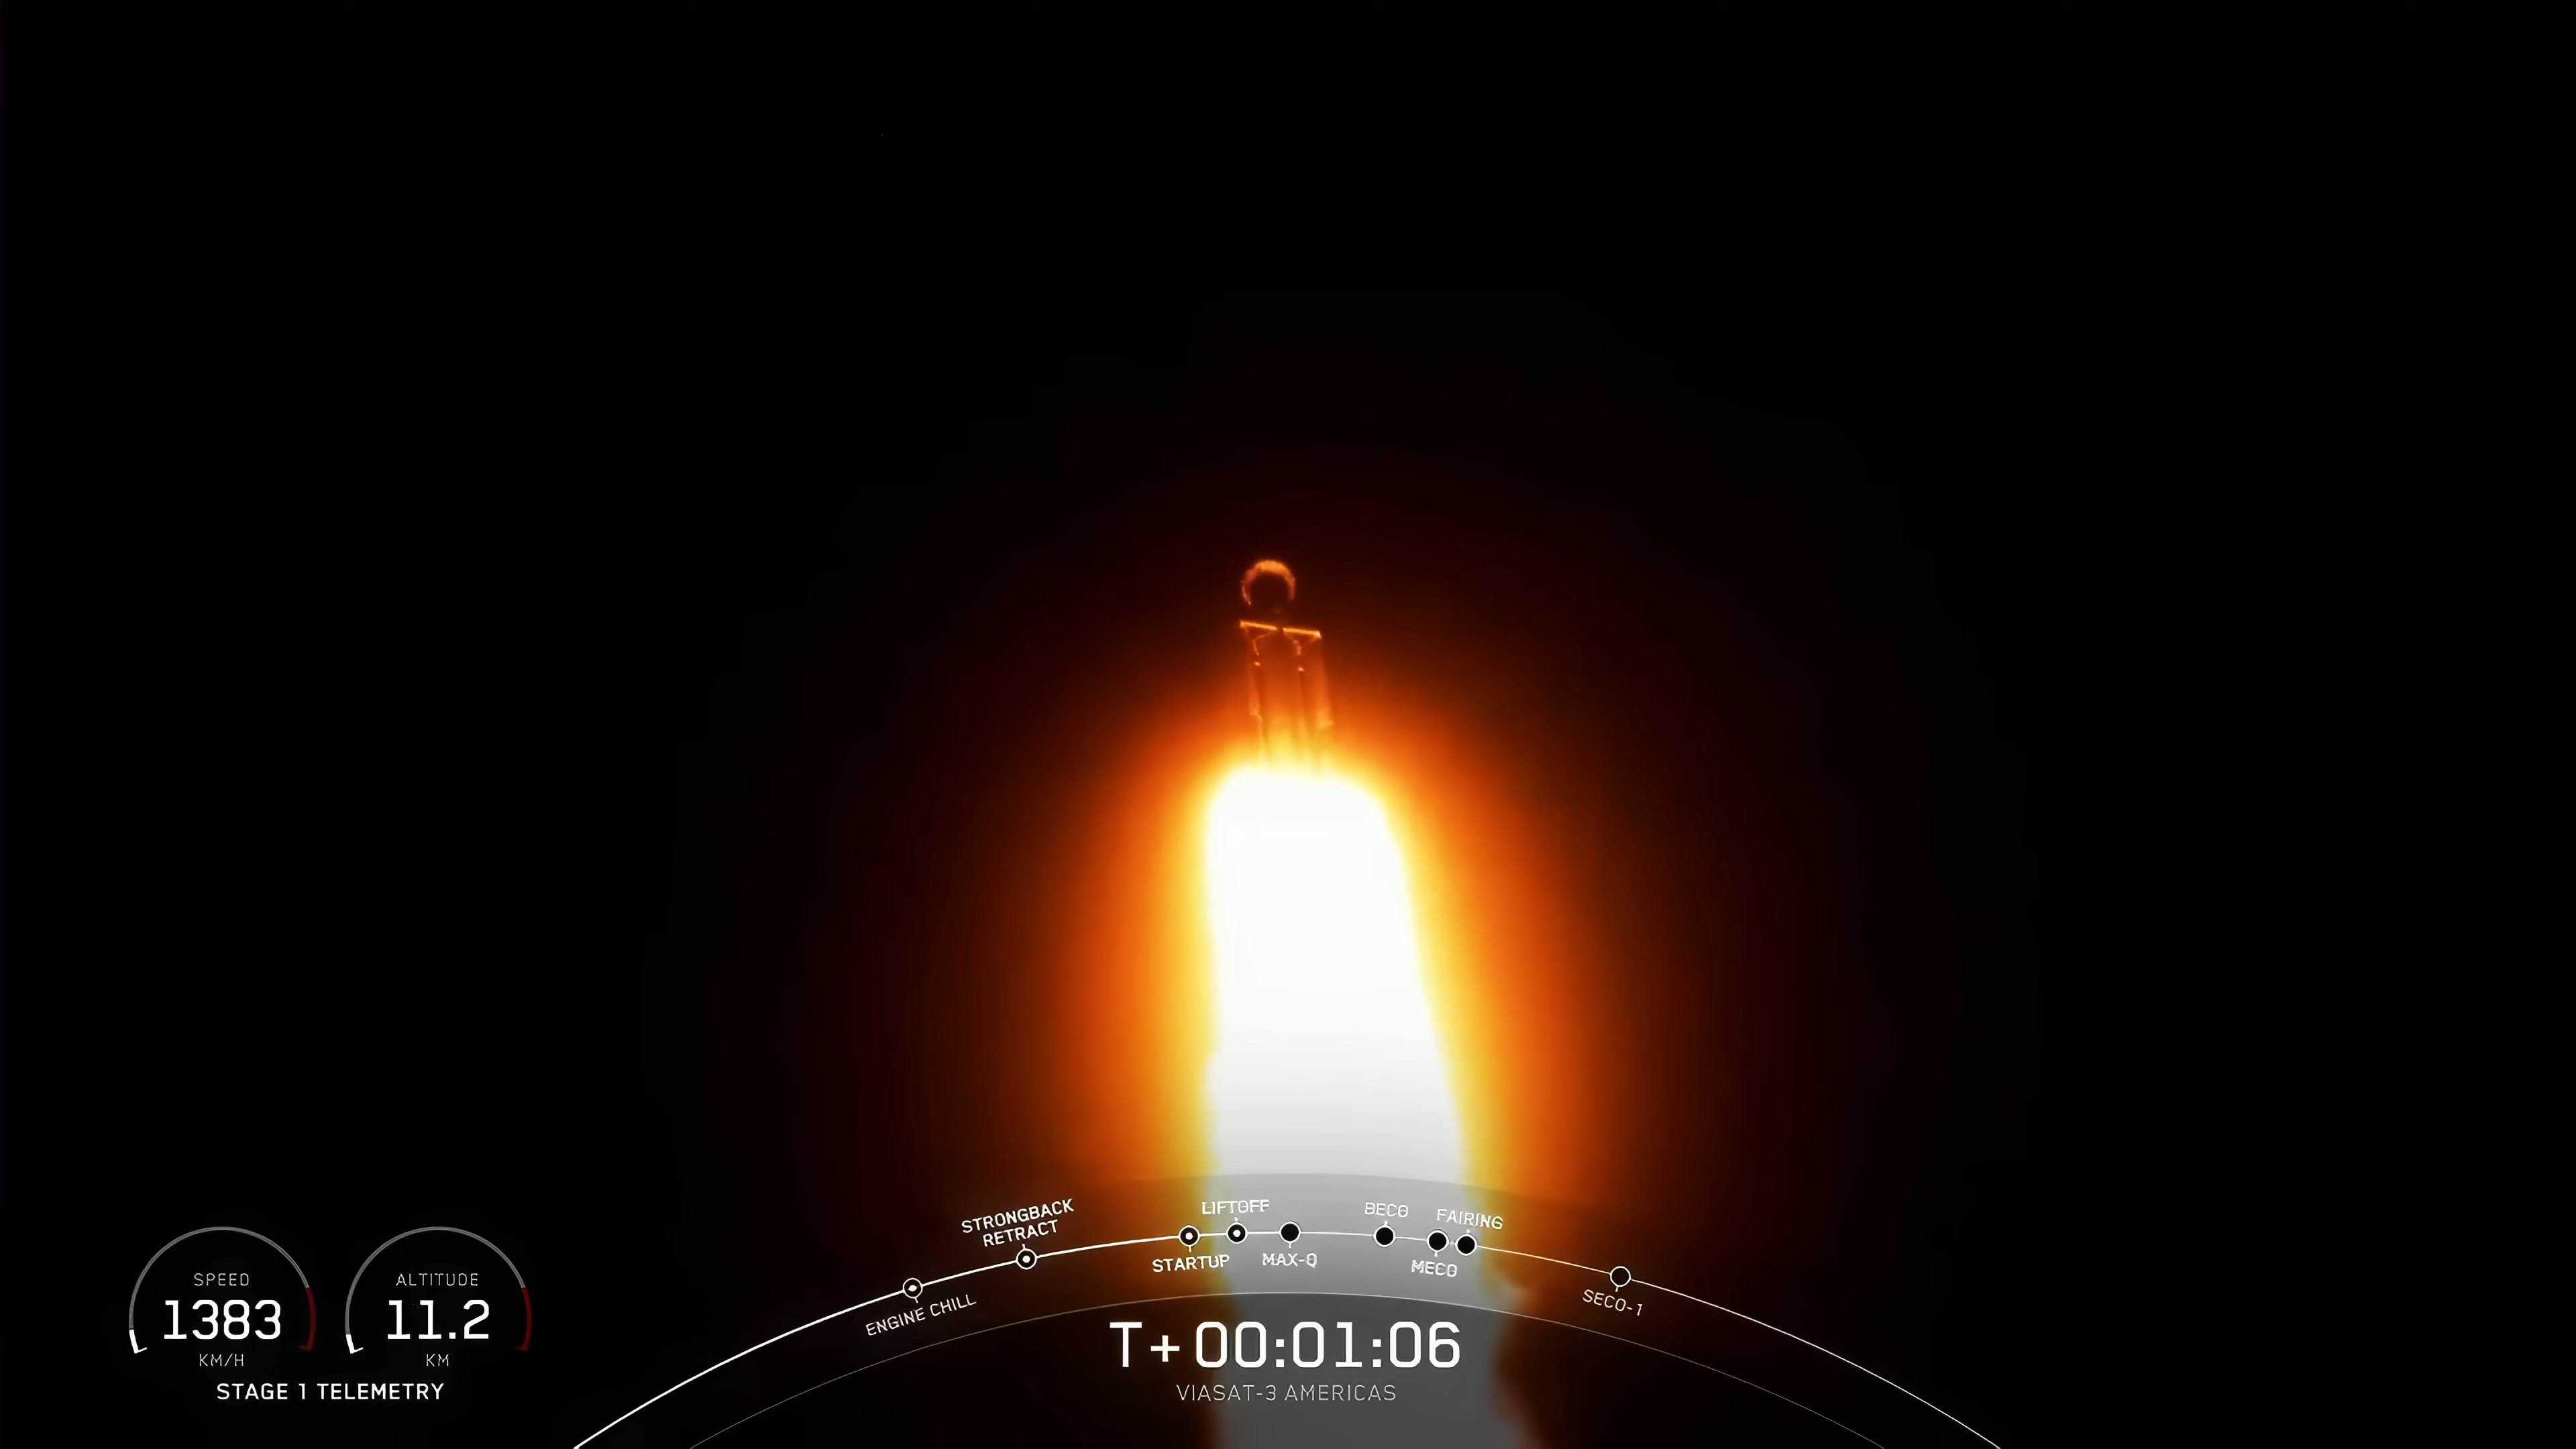 STRONGBACK
RETRACT
LIFTOFF
BECO
FAIRING
STARTUP
MAX-Q
MECO
ENGINE CHILL
SECO-1
SPEED
1383
KM/H
ALTITUDE
11.2
KM
STAGE 1 TELEMETRY
T+00:01:06
VIASAT-3 AMERICAS